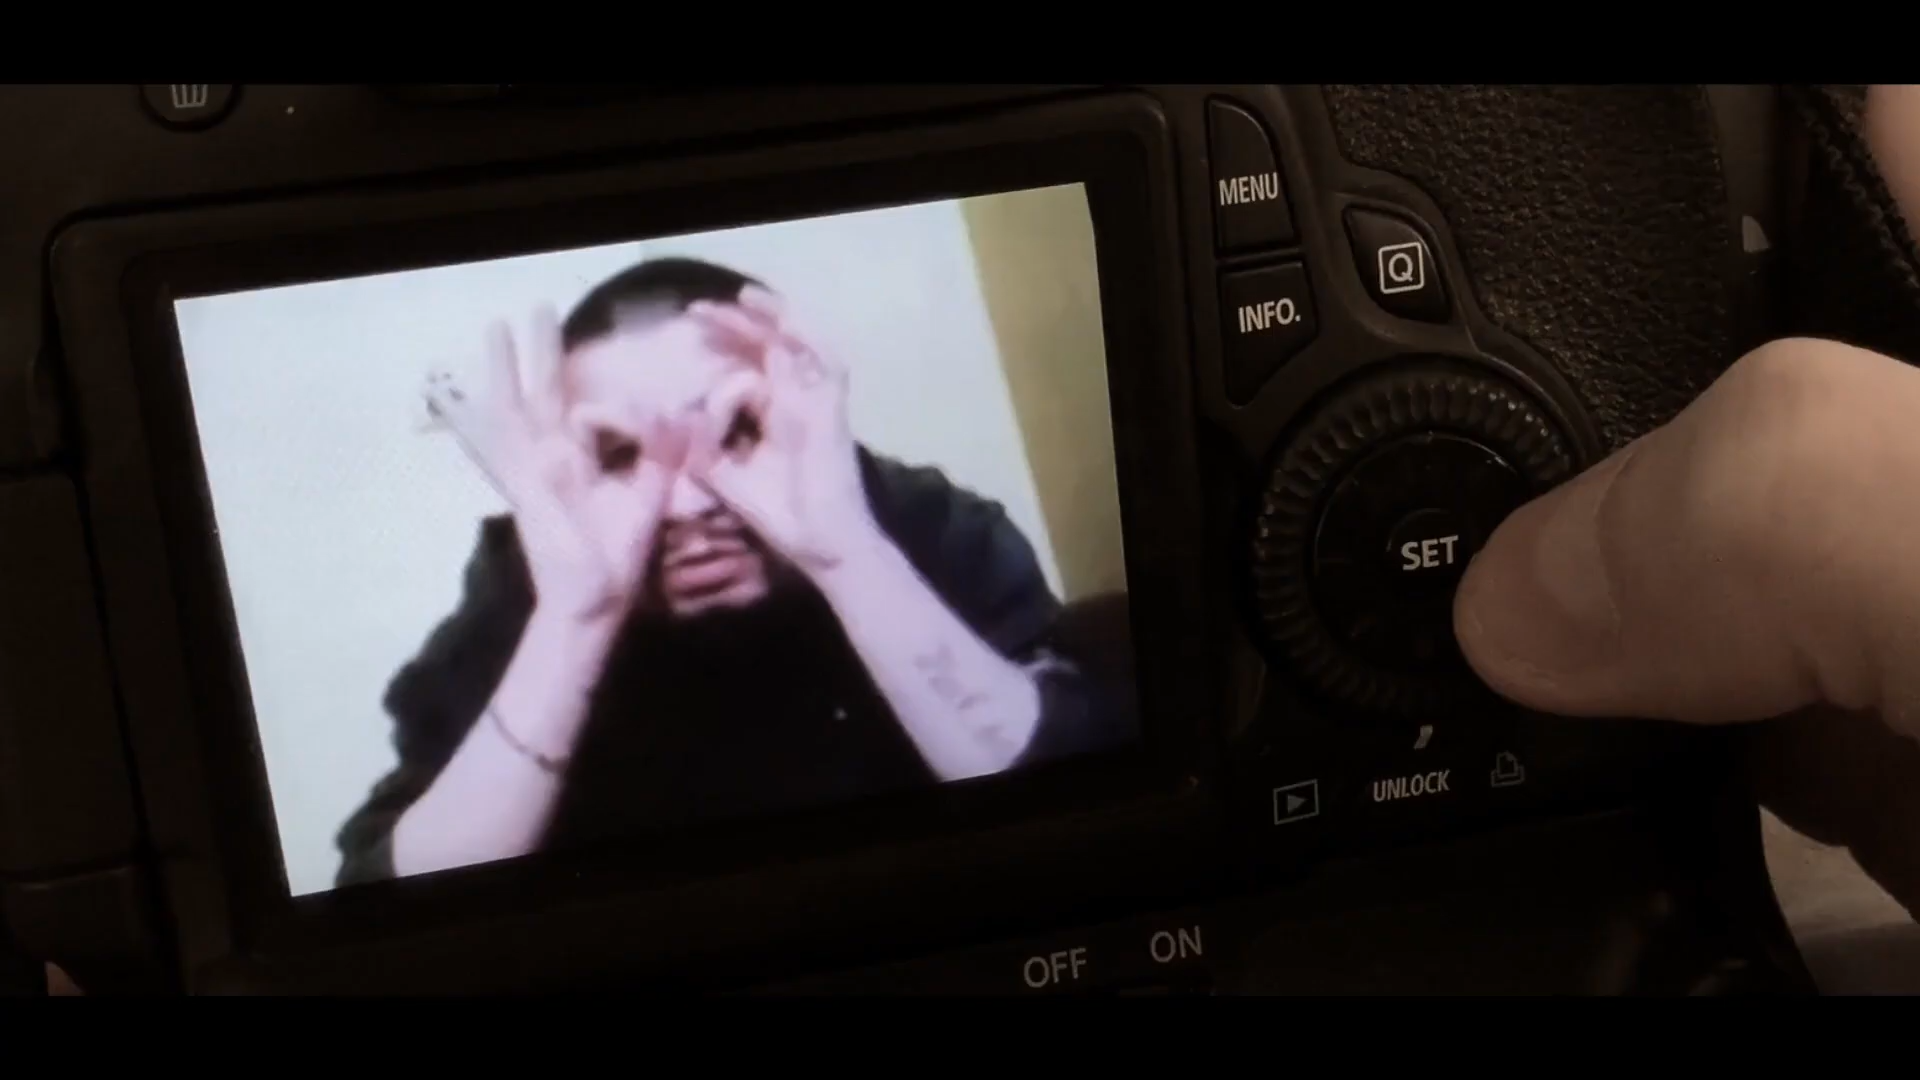 MENU
Q
INFO.
SET
UNLOCK
OFF ON